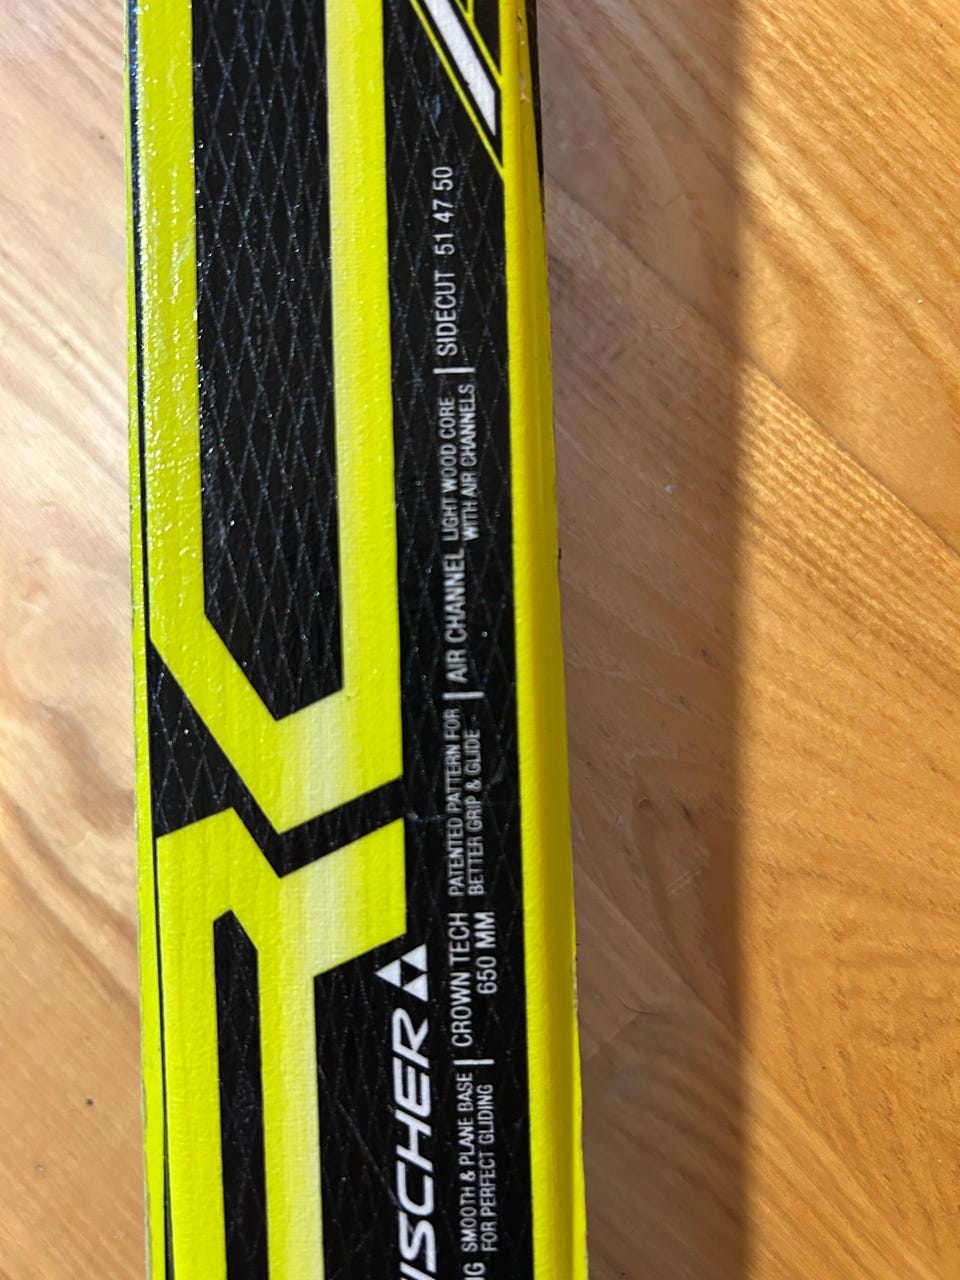 SMOOTH & PLANE BASE
FOR PERFECT GLIDING
CROWN TECH
650 MM
PATENTED PATTERN FOR
BETTER GRIP & GLIDE
AIR CHANNEL
LIGHT WOOD CORE
WITH AIR CHANNELS
SIDECUT 51 47 50